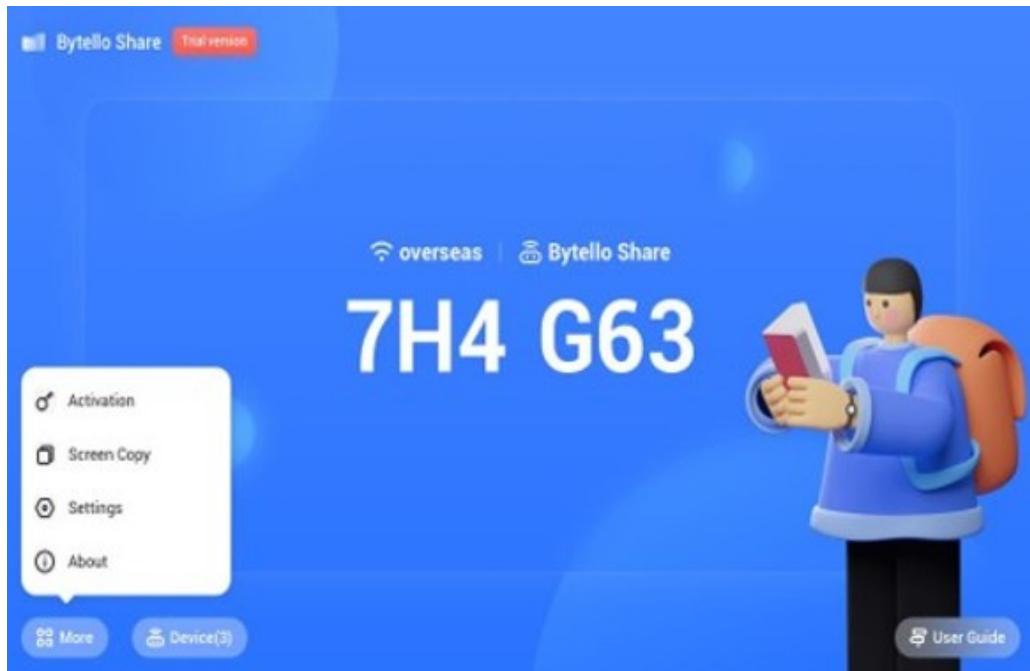 Bytello Share Trial version
overseas | Bytello Share
7H4 G63
Activation
Screen Copy
Settings
About
More Device(3) User Guide